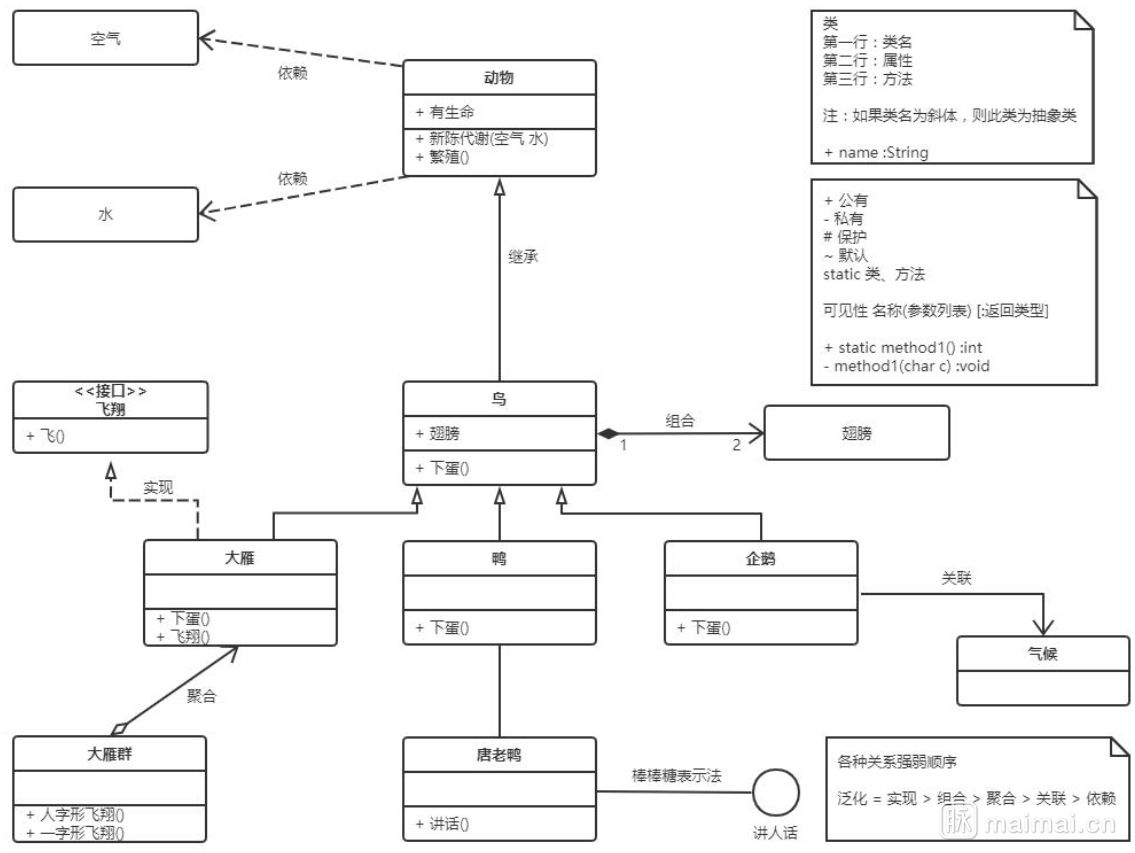 空气
依赖
动物
+ 有生命
+ 新陈代谢(空气 水)
+ 繁殖()
依赖
水
继承
类
第一行：类名
第二行：属性
第三行：方法
注：如果类名为斜体，则此类为抽象类
+ name :String
+ 公有
- 私有
# 保护
~ 默认
static 类、方法
可见性 名称(参数列表) [:返回类型]
+ static method1() :int
- method1(char c) :void
<<接口>>
飞翔
+ 飞()
实现
鸟
+ 翅膀
+ 下蛋()
1
组合
2
翅膀
大雁
+ 下蛋()
+ 飞翔()
鸭
+ 下蛋()
企鹅
+ 下蛋()
关联
气候
聚合
大雁群
+ 人字形飞翔()
+ 一字形飞翔()
唐老鸭
+ 讲话()
棒棒糖表示法
讲人话
各种关系强弱顺序
泛化 = 实现 > 组合 > 聚合 > 关联 > 依赖
脉 maimai.cn